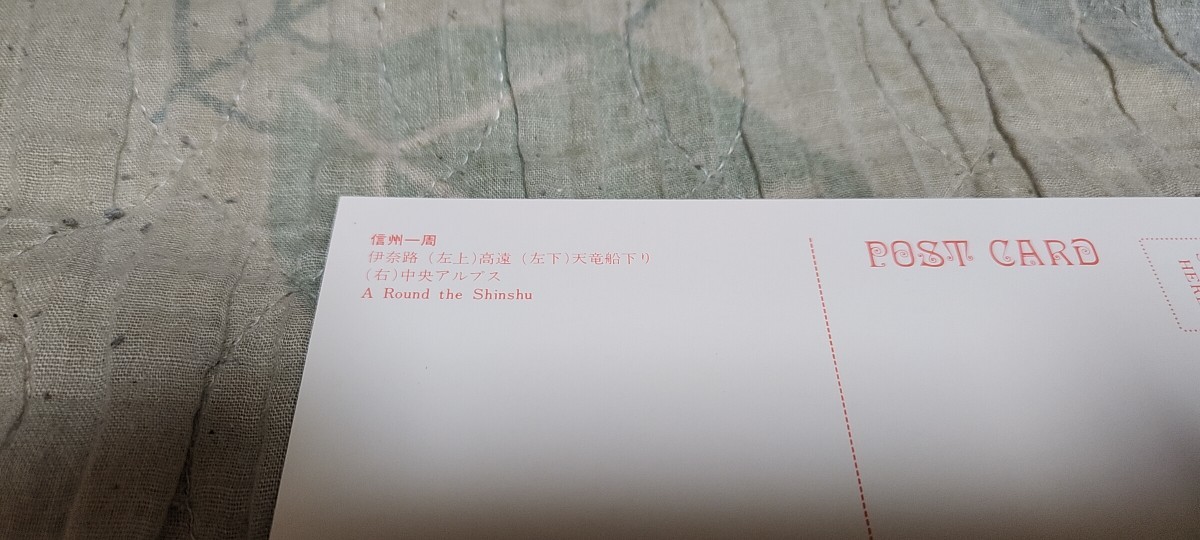 信州一周
伊奈路 (左上)高遠 (左下)天竜船下り
(右)中央アルプス
A Round the Shinshu
POST CARD